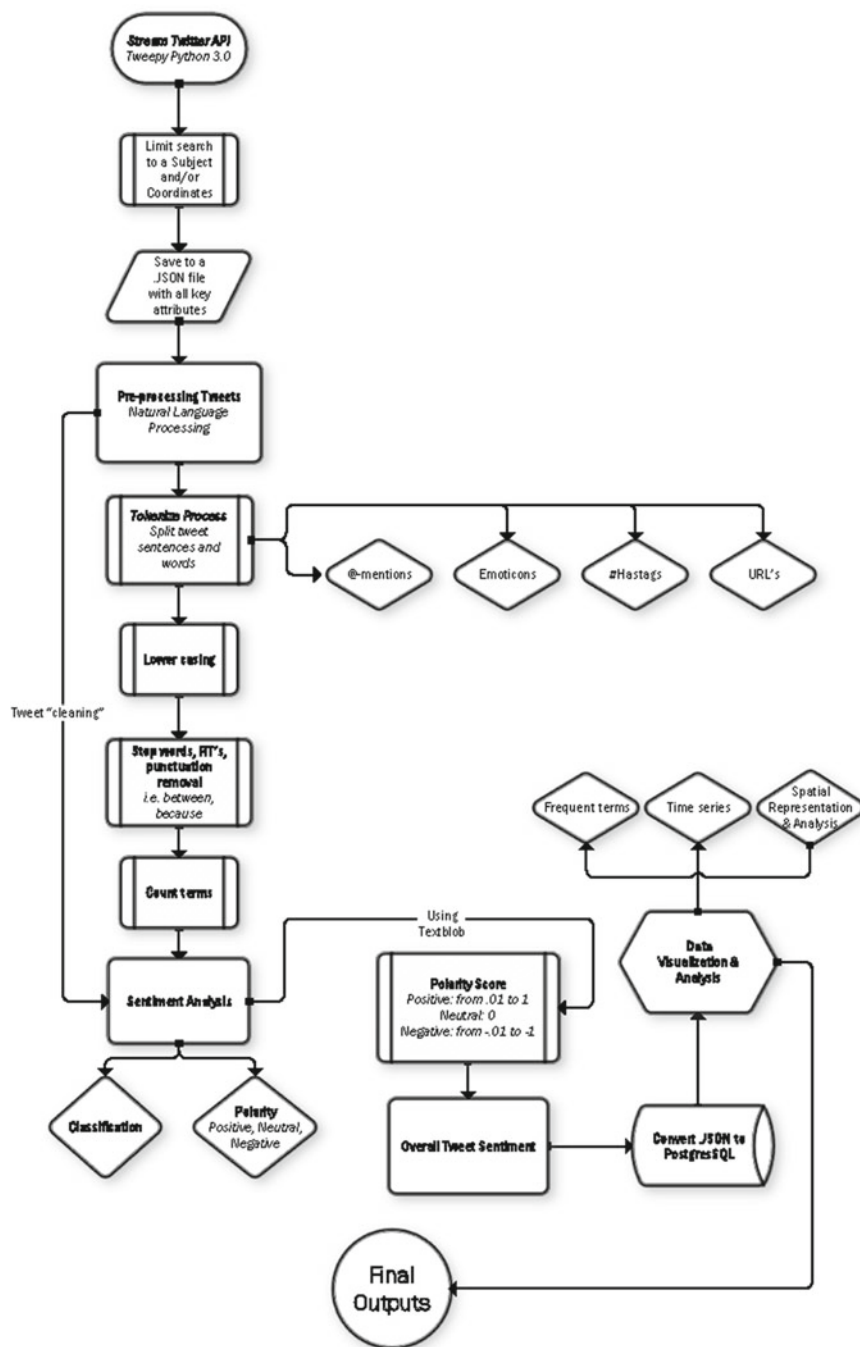 Stream Twitter API
Tweepy Python 3.0
Limit search
to a Subject
and/or
Coordinates
Save to a
.JSON file
with all key
attributes
Pre-processing Tweets
Natural Language
Processing
Tokenize Process
Split tweet
sentences and
words
@-mentions
Emoticons
#Hastags
URL's
Lower casing
Tweet "cleaning"
Stop words, RT's,
punctuation
removal
i.e. between,
because
Count terms
Sentiment Analysis
Classification
Polarity
Positive, Neutral,
Negative
Using
Textblob
Polarity Score
Positive: from .01 to 1
Neutral: 0
Negative: from -.01 to -1
Overall Tweet Sentiment
Convert .JSON to
PostgresSQL
Data
Visualization &
Analysis
Frequent terms
Time series
Spatial
Representation
& Analysis
Final
Outputs